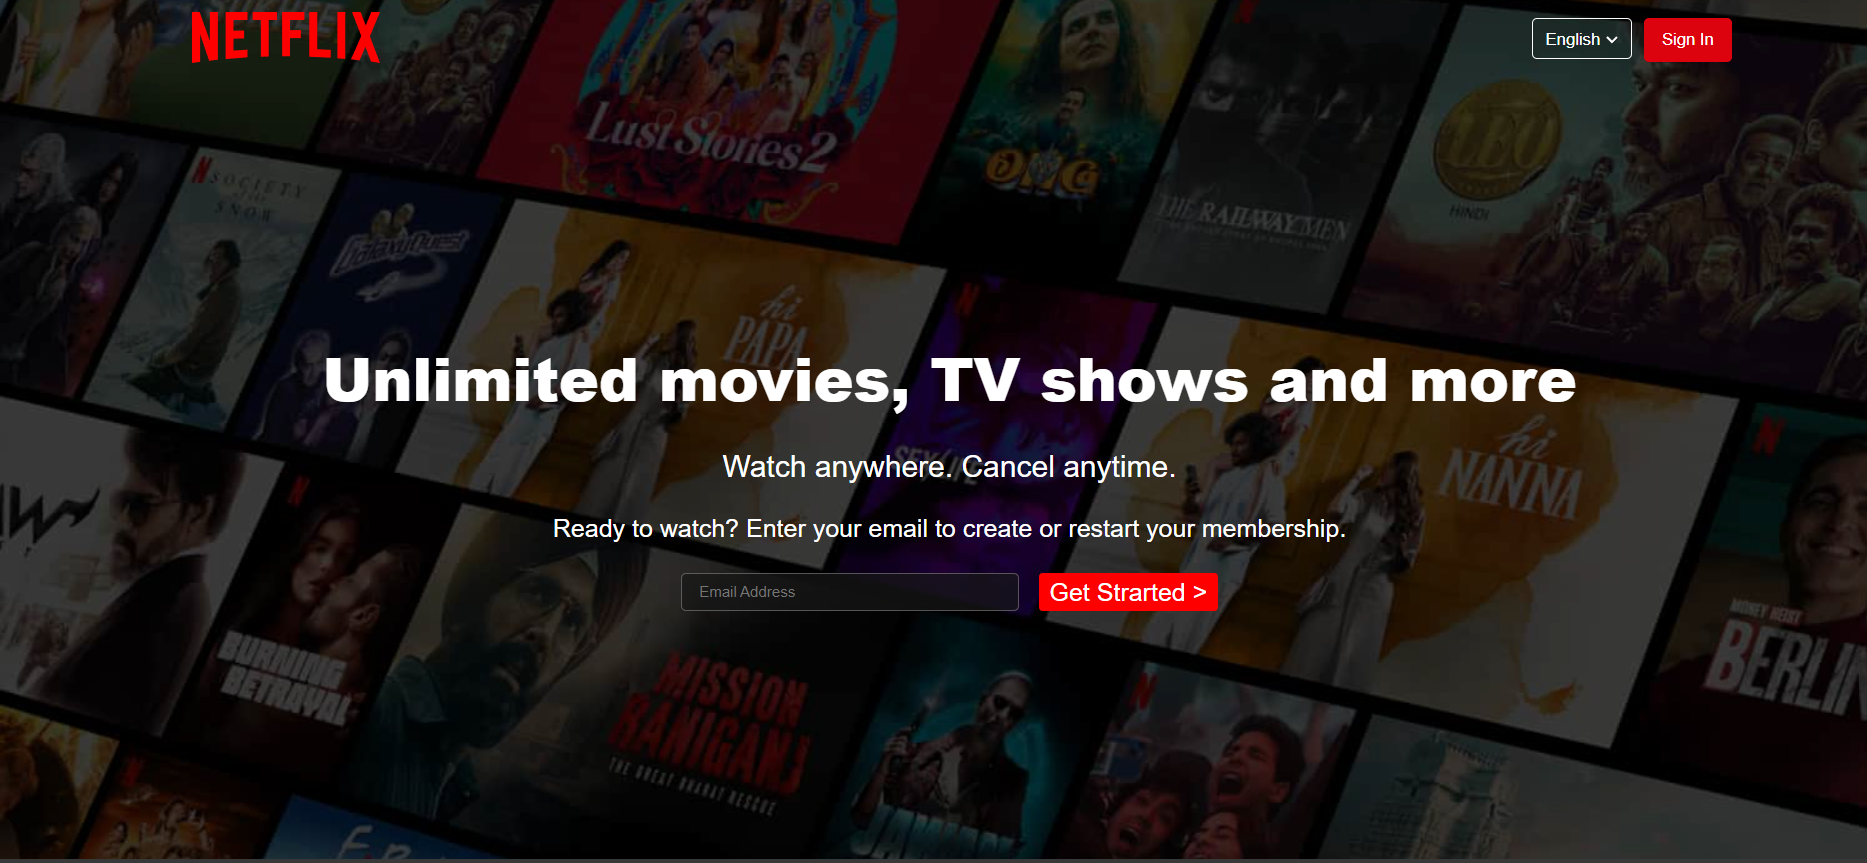 NETFLIX
English
Sign In
Lust Stories 2
OMG
THE RAILWAY MEN
HINDI
SOCIETY
of the
SNOW
GalaxyQuest
hi
PAPA
Unlimited movies, TV shows and more
hi
NANNA
SEX/LIFE
Watch anywhere. Cancel anytime.
Ready to watch? Enter your email to create or restart your membership.
Email Address
Get Strarted >
BURNING
BETRAYAL
MISSION
RANIGANJ
THE GREAT BHARAT RESCUE
MONEY HEIST
BERLIN